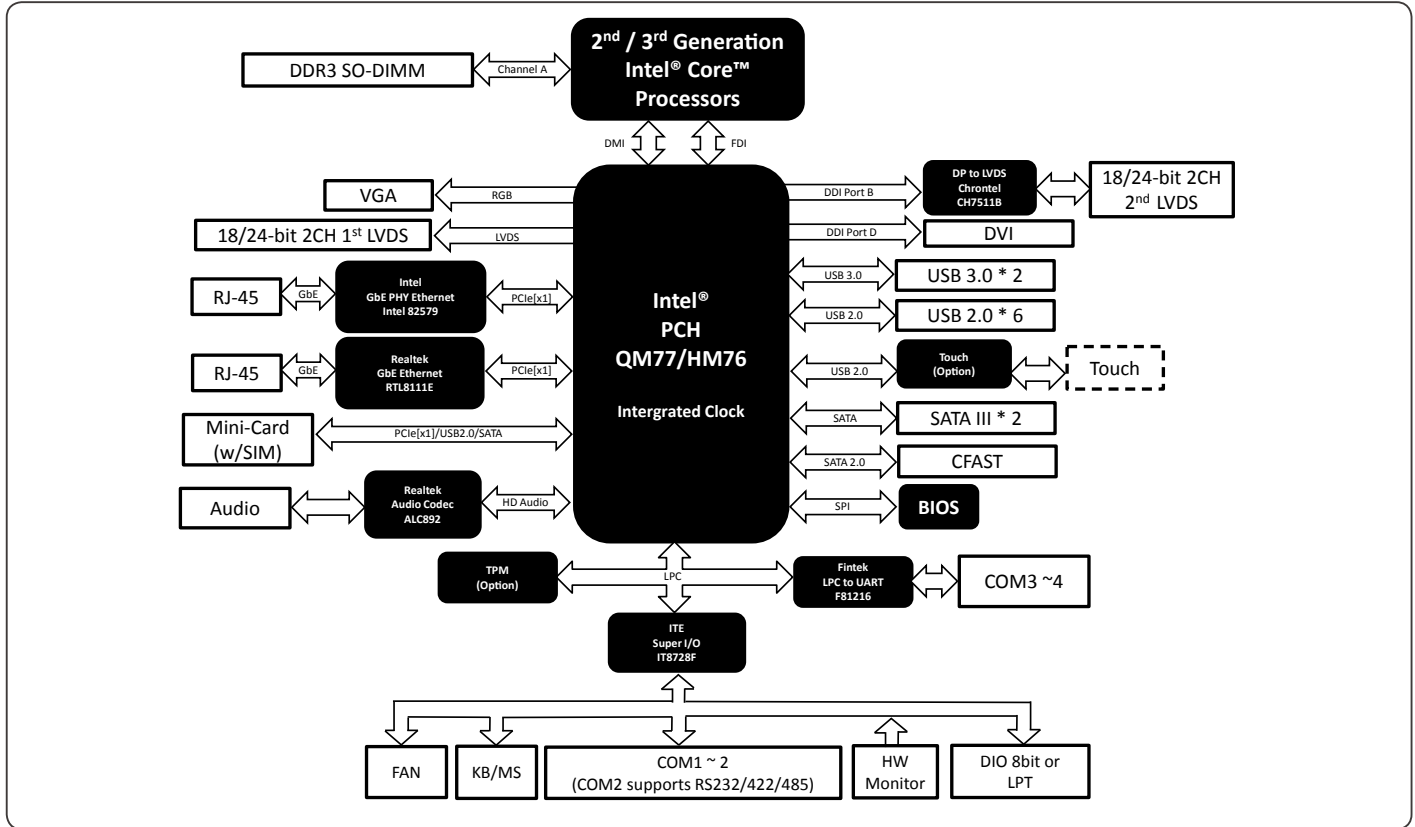 2nd / 3rd Generation
Intel® Core™
Processors
DDR3 SO-DIMM
Channel A
DMI
FDI
VGA
RGB
18/24-bit 2CH 1st LVDS
LVDS
RJ-45
GbE
Intel
GbE PHY Ethernet
Intel 82579
PCIe[x1]
RJ-45
GbE
Realtek
GbE Ethernet
RTL8111E
PCIe[x1]
Mini-Card
(w/SIM)
PCIe[x1]/USB2.0/SATA
Audio
Realtek
Audio Codec
ALC892
HD Audio
Intel®
PCH
QM77/HM76
Intergrated Clock
DDI Port B
DP to LVDS
Chrontel
CH7511B
18/24-bit 2CH
2nd LVDS
DDI Port D
DVI
USB 3.0
USB 3.0 * 2
USB 2.0
USB 2.0 * 6
USB 2.0
Touch
(Option)
Touch
SATA
SATA III * 2
SATA 2.0
CFAST
SPI
BIOS
TPM
(Option)
LPC
Fintek
LPC to UART
F81216
COM3 ~4
ITE
Super I/O
IT8728F
FAN
KB/MS
COM1 ~ 2
(COM2 supports RS232/422/485)
HW
Monitor
DIO 8bit or
LPT